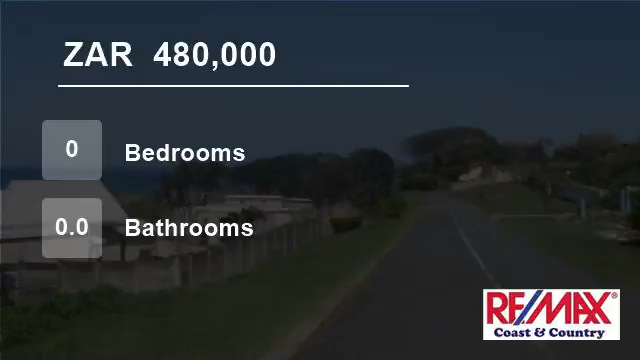 ZAR 480,000
0 Bedrooms
0.0 Bathrooms
RE/MAX®
Coast & Country